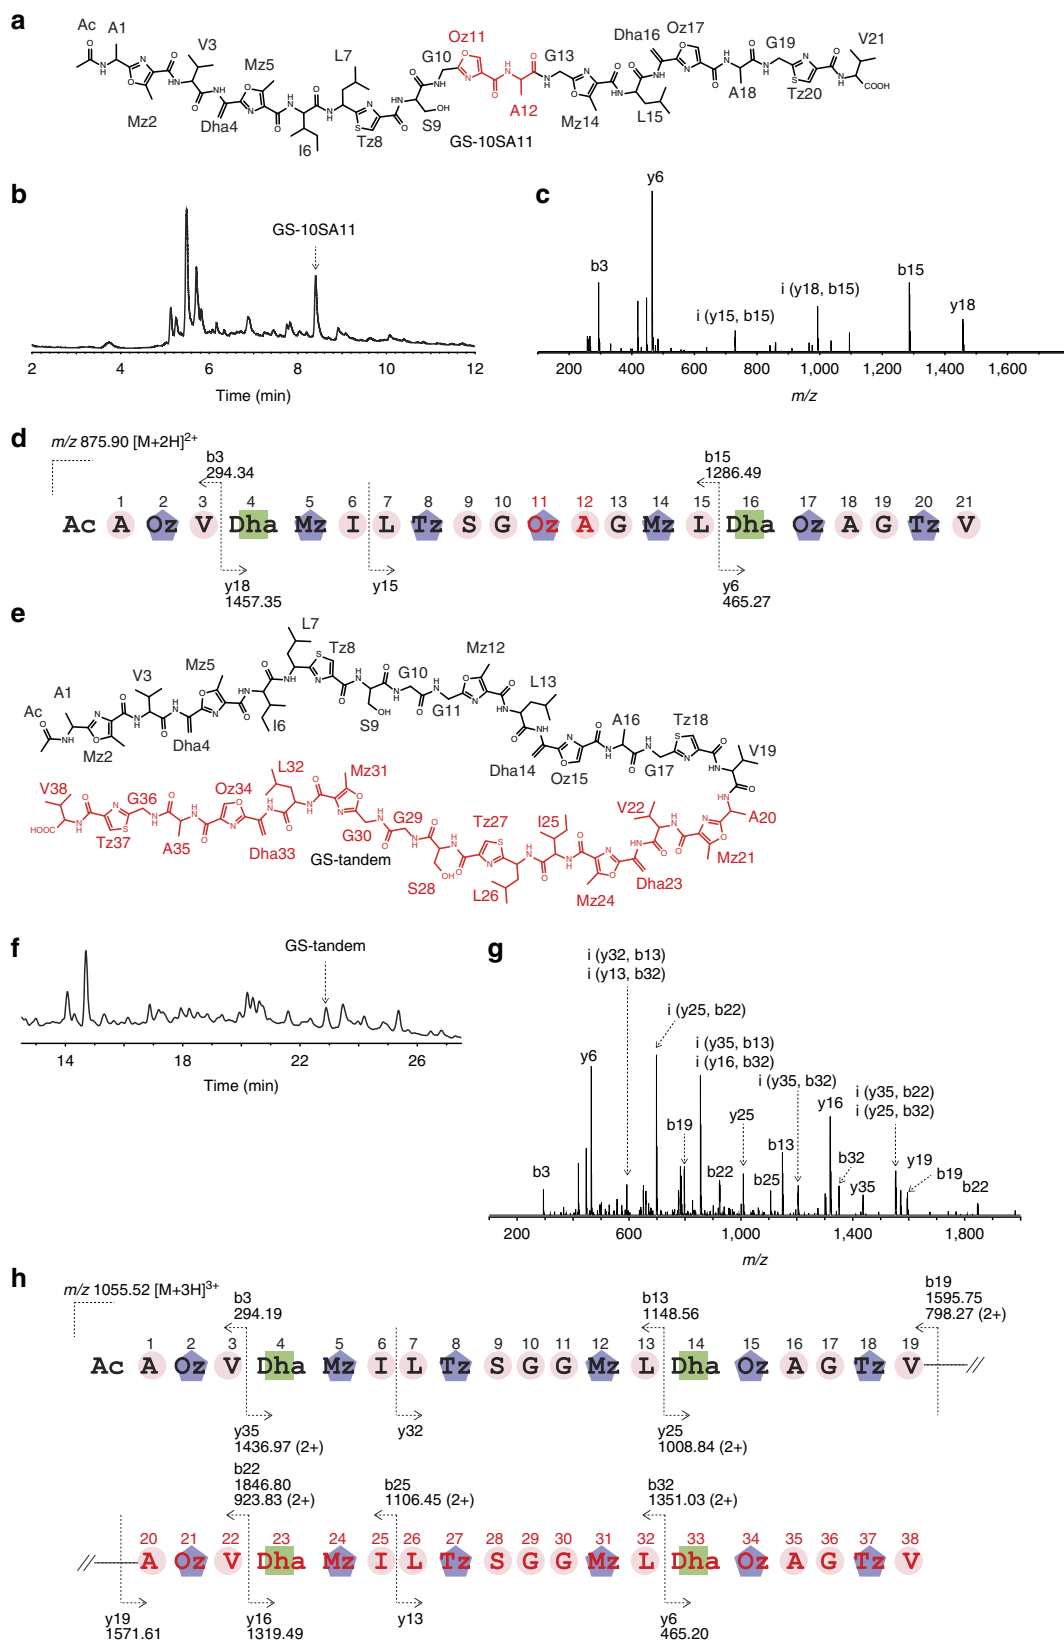 a
Ac
A1
Mz2
V3
Dha4
Mz5
I6
L7
Tz8
S9
G10
Oz11
A12
G13
Mz14
L15
Dha16
Oz17
A18
G19
Tz20
V21
COOH
GS-10SA11
b
GS-10SA11
2 4 6 8 10 12
Time (min)
c
b3
y6
i (y15, b15)
i (y18, b15)
b15
y18
200 400 600 800 1,000 1,200 1,400 1,600
m/z
d
m/z 875.90 [M+2H]2+
b3
294.34
b15
1286.49
1 2 3 4 5 6 7 8 9 10 11 12 13 14 15 16 17 18 19 20 21
Ac A Oz V Dha Mz I L Tz S G Oz A G Mz L Dha Oz A G Tz V
y18
1457.35
y15
y6
465.27
e
Ac
A1
Mz2
V3
Dha4
Mz5
I6
L7
Tz8
S9
G10
G11
Mz12
L13
Dha14
Oz15
A16
G17
Tz18
V19
A20
Mz21
V22
Dha23
Mz24
I25
L26
Tz27
S28
G29
G30
Mz31
L32
Dha33
Oz34
A35
G36
Tz37
V38
HOOC
GS-tandem
f
GS-tandem
14 18 22 26
Time (min)
g
b3
y6
i (y32, b13)
i (y13, b32)
i (y25, b22)
b19
i (y35, b13)
i (y16, b32)
b22
y25
b25
b13
i (y35, b32)
y16
b32
y35
i (y35, b22)
i (y25, b32)
y19
b19
b22
200 600 1,000 1,400 1,800
m/z
h
m/z 1055.52 [M+3H]3+
b3
294.19
b13
1148.56
b19
1595.75
798.27 (2+)
1 2 3 4 5 6 7 8 9 10 11 12 13 14 15 16 17 18 19
Ac A Oz V Dha Mz I L Tz S G G Mz L Dha Oz A G Tz V
y35
1436.97 (2+)
y32
y25
1008.84 (2+)
b22
1846.80
923.83 (2+)
b25
1106.45 (2+)
b32
1351.03 (2+)
20 21 22 23 24 25 26 27 28 29 30 31 32 33 34 35 36 37 38
A Oz V Dha Mz I L Tz S G G Mz L Dha Oz A G Tz V
y19
1571.61
y16
1319.49
y13
y6
465.20